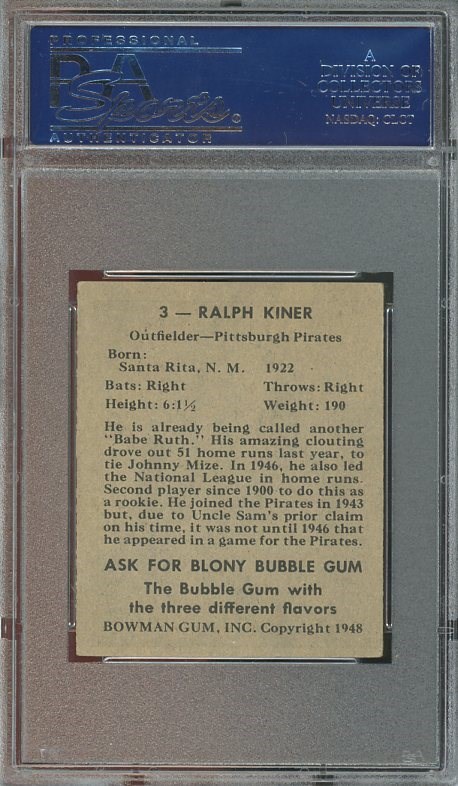 PROFESSIONAL
PSA
Sports
AUTHENTICATOR
A
DIVISION OF
COLLECTORS
UNIVERSE
NASDAQ: CLCT
3 — RALPH KINER
Outfielder—Pittsburgh Pirates
Born:
Santa Rita, N. M. 1922
Bats: Right Throws: Right
Height: 6:1½ Weight: 190
He is already being called another
"Babe Ruth." His amazing clouting
drove out 51 home runs last year, to
tie Johnny Mize. In 1946, he also led
the National League in home runs.
Second player since 1900 to do this as
a rookie. He joined the Pirates in 1943
but, due to Uncle Sam's prior claim
on his time, it was not until 1946 that
he appeared in a game for the Pirates.
ASK FOR BLONY BUBBLE GUM
The Bubble Gum with
the three different flavors
BOWMAN GUM, INC. Copyright 1948